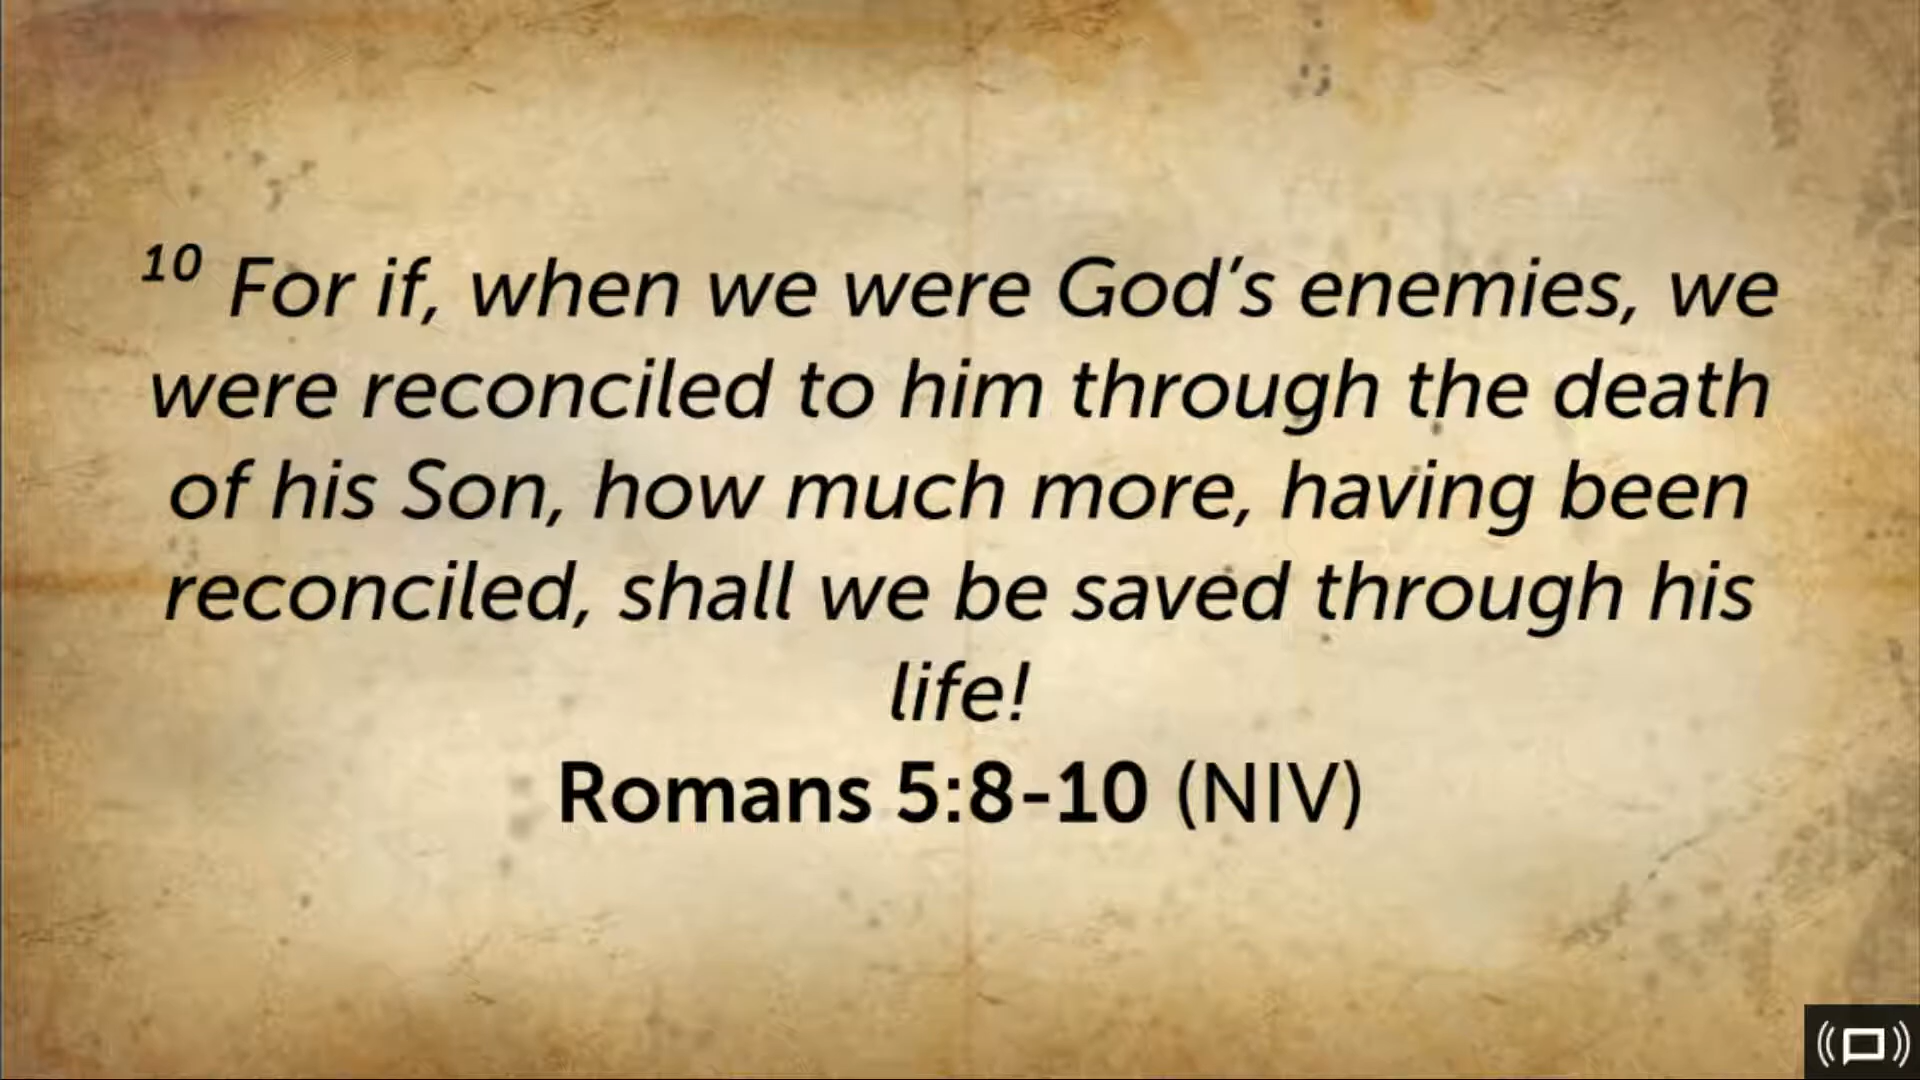 10 For if, when we were God’s enemies, we
were reconciled to him through the death
of his Son, how much more, having been
reconciled, shall we be saved through his
life!
Romans 5:8-10 (NIV)